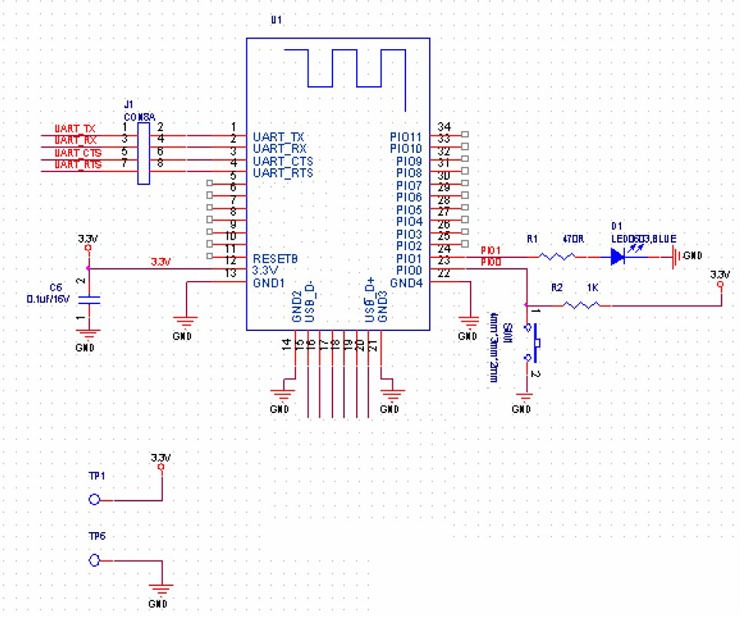 U1
J1
CON8A
UART_TX 1 2 1 UART_TX
UART_RX 3 4 2 UART_RX
UART_CTS 5 6 3 UART_CTS
UART_RTS 7 8 4 UART_RTS
5
6
7
8
9
10
11
12 RESETB
3.3V 3.3V 13 3.3V
GND1
34 PIO11
33 PIO10
32 PIO9
31 PIO8
30 PIO7
29 PIO6
28 PIO5
27 PIO4
26 PIO3
25 PIO2
24 PIO1 PIO1
23 PIO0 PIO0
22 GND4
R1 470R
D1
LED0603,BLUE
GND
R2 1K
3.3V
C6
0.1uf/16V
2
1
GND
GND
GND
1
SW1
4mm*3mm*2mm
2
GND
GND2
USB_D-
USB_D+
GND3
14
15
16
17
18
19
20
21
GND
GND
TP1
3.3V
TP6
GND